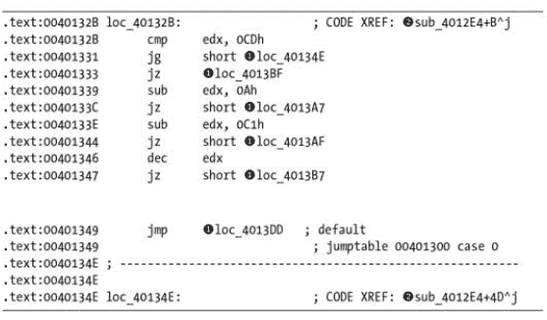 .text:0040132B loc_40132B: ; CODE XREF: ❷sub_4012E4+B^j
.text:0040132B cmp edx, 0CDh
.text:00401331 jg short ❶loc_40134E
.text:00401333 jz ❶loc_4013BF
.text:00401339 sub edx, 0Ah
.text:0040133C jz short ❶loc_4013A7
.text:0040133E sub edx, 0C1h
.text:00401344 jz short ❶loc_4013AF
.text:00401346 dec edx
.text:00401347 jz short ❶loc_4013B7
.text:00401349 jmp ❶loc_4013DD ; default
.text:00401349 ; jumptable 00401300 case 0
.text:0040134E ; ----------------------------------------------------------
.text:0040134E
.text:0040134E loc_40134E: ; CODE XREF: ❷sub_4012E4+4D^j